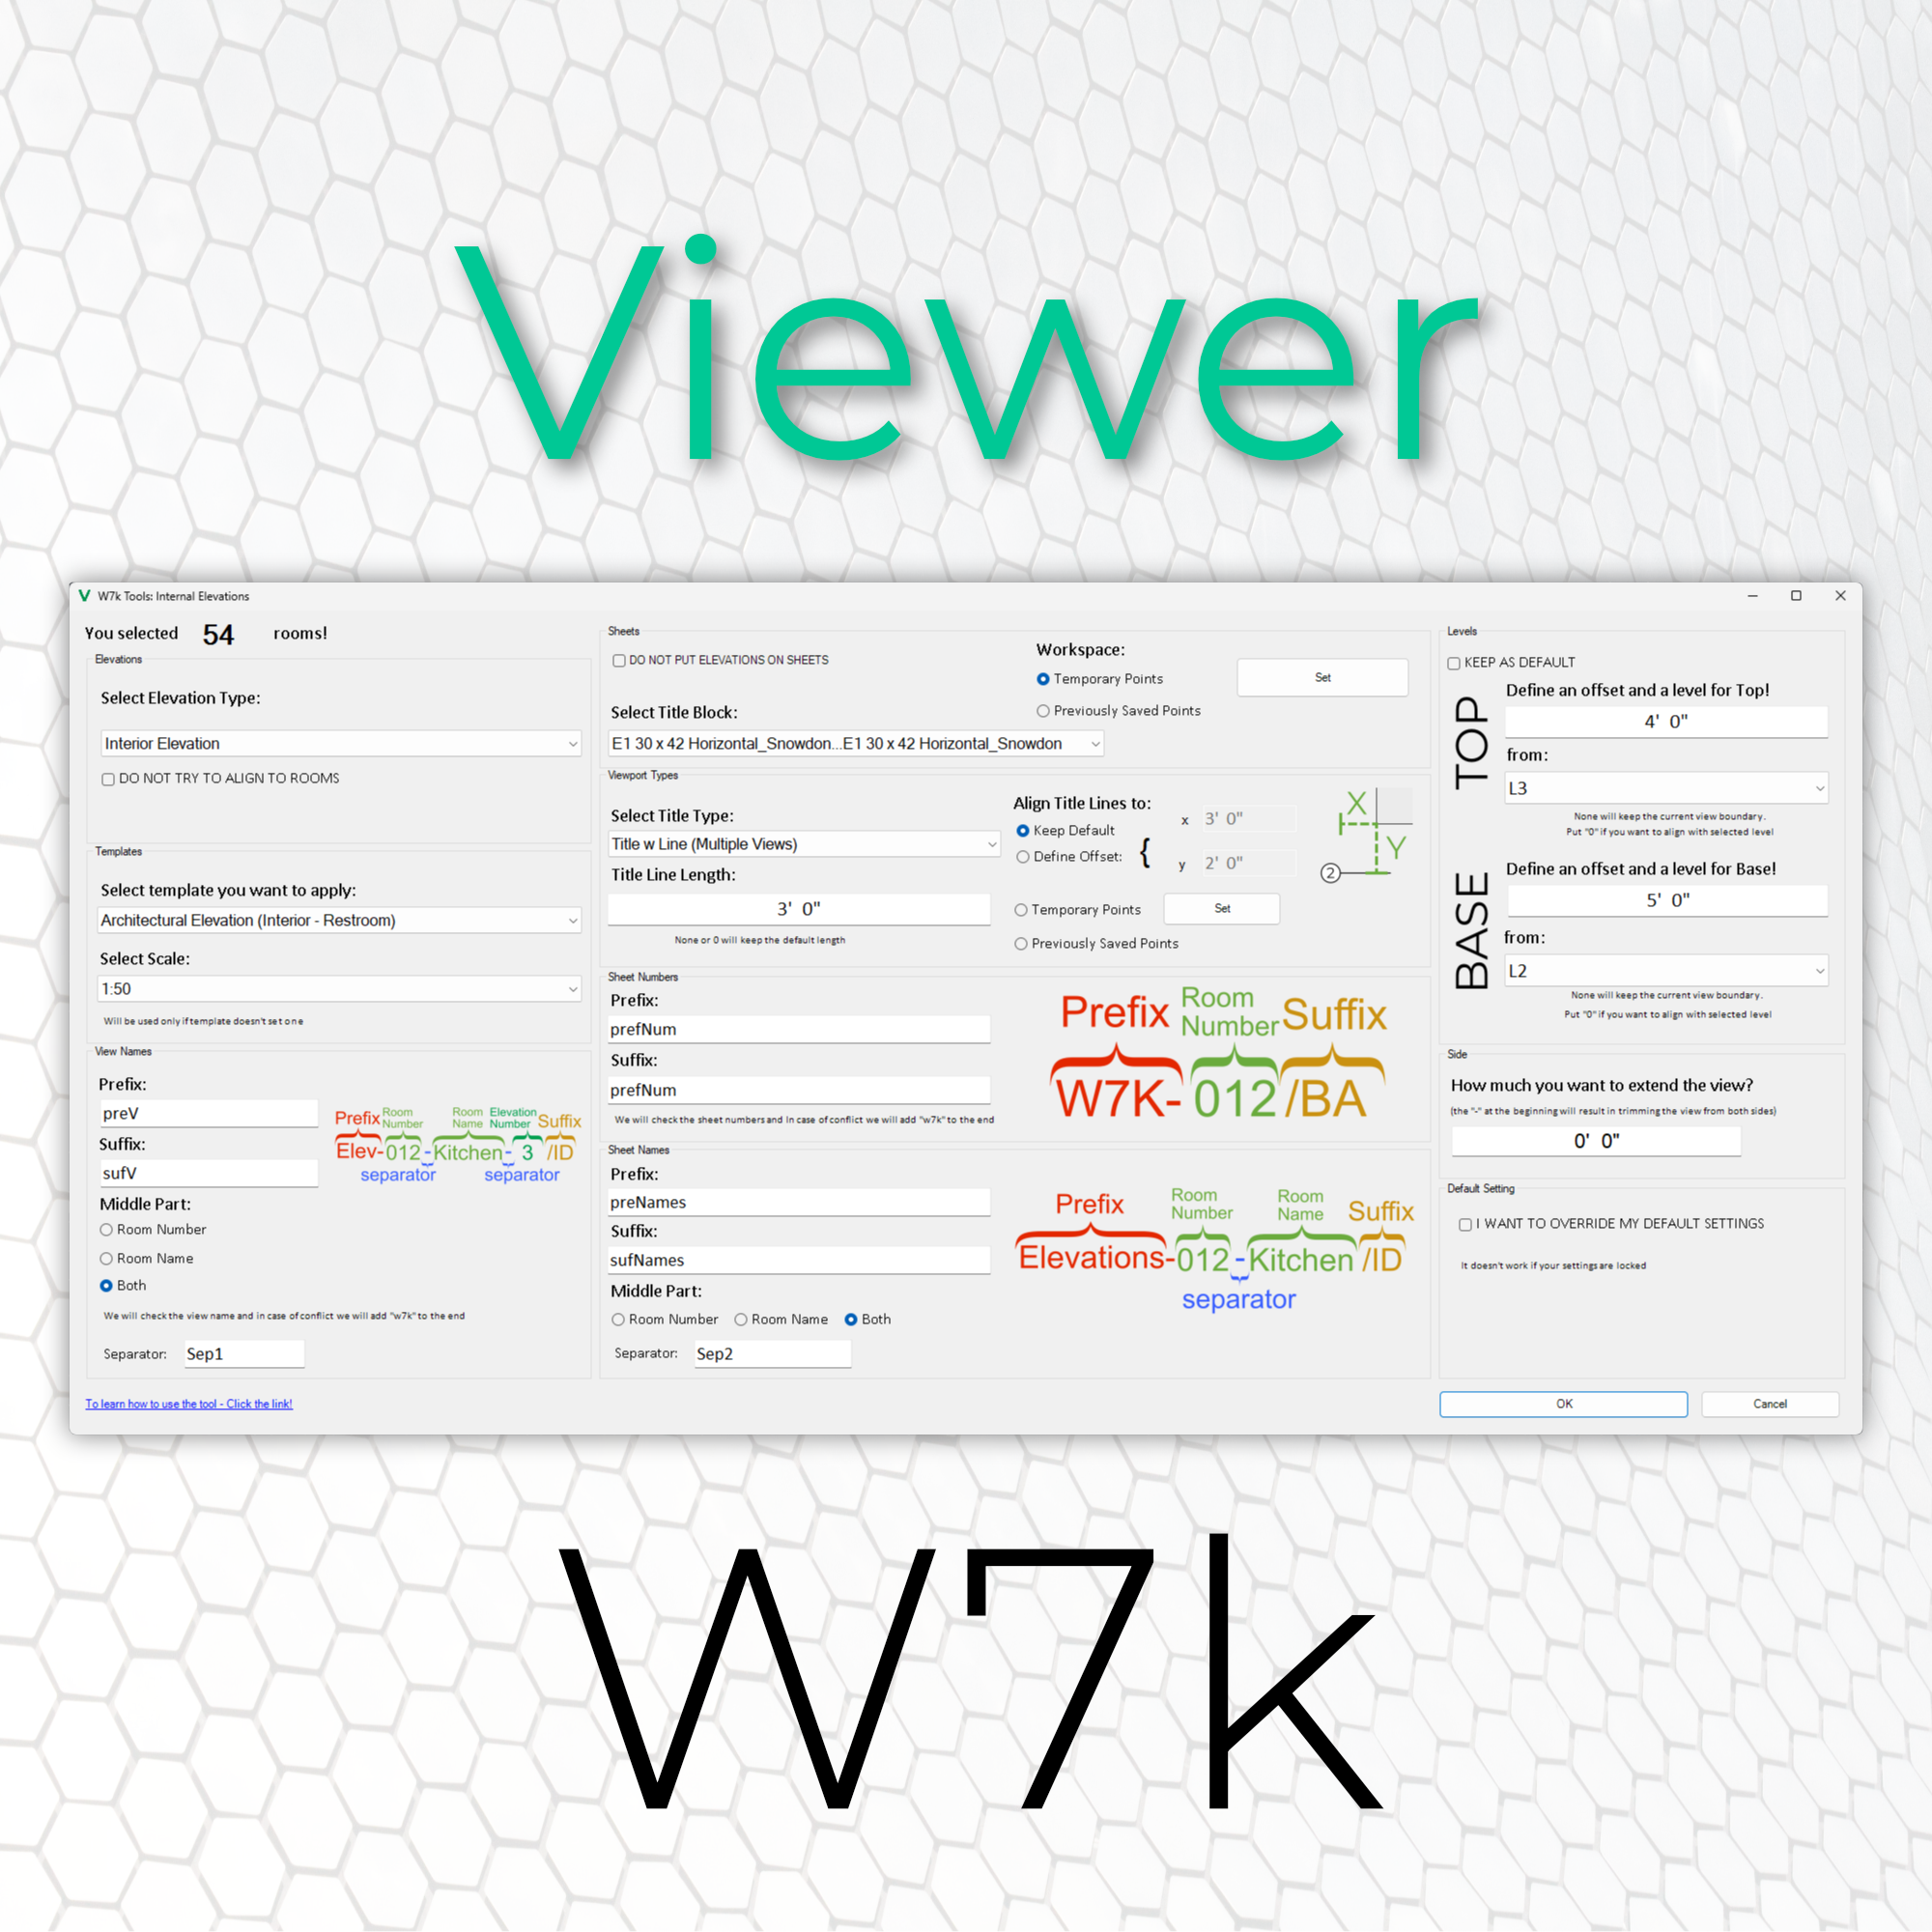 Viewer
W7k Tools: Internal Elevations
You selected 54 rooms!
Elevations
Select Elevation Type:
Interior Elevation
DO NOT TRY TO ALIGN TO ROOMS
Templates
Select template you want to apply:
Architectural Elevation (Interior - Restroom)
Select Scale:
1:50
Will be used only if template doesn't set one
View Names
Prefix:
preV
Suffix:
sufV
Prefix Room Number Room Name Elevation Number Suffix
Elev-012-Kitchen-3/ID
separator separator
Middle Part:
Room Number
Room Name
Both
We will check the view name and in case of conflict we will add "w7k" to the end
Separator: Sep1
To learn how to use the tool - Click the link!
Sheets
DO NOT PUT ELEVATIONS ON SHEETS
Workspace:
Temporary Points
Set
Previously Saved Points
Select Title Block:
E1 30 x 42 Horizontal_Snowdon...E1 30 x 42 Horizontal_Snowdon
Viewport Types
Select Title Type:
Title w Line (Multiple Views)
Title Line Length:
3' 0"
None or 0 will keep the default length
Align Title Lines to:
Keep Default
Define Offset:
{
x 3' 0"
y 2' 0"
X
Y
2
Temporary Points
Set
Previously Saved Points
Sheet Numbers
Prefix:
prefNum
Suffix:
prefNum
We will check the sheet numbers and in case of conflict we will add "w7k" to the end
Prefix Room Number Suffix
W7K-012/BA
Sheet Names
Prefix:
preNames
Suffix:
sufNames
Middle Part:
Room Number Room Name Both
Separator: Sep2
Prefix Room Number Room Name Suffix
Elevations-012-Kitchen/ID
separator
Levels
KEEP AS DEFAULT
TOP
Define an offset and a level for Top!
4' 0"
from:
L3
None will keep the current view boundary.
Put "0" if you want to align with selected level
BASE
Define an offset and a level for Base!
5' 0"
from:
L2
None will keep the current view boundary.
Put "0" if you want to align with selected level
Side
How much you want to extend the view?
(the "-" at the beginning will result in trimming the view from both sides)
0' 0"
Default Setting
I WANT TO OVERRIDE MY DEFAULT SETTINGS
It doesn't work if your settings are locked
OK Cancel
W7k